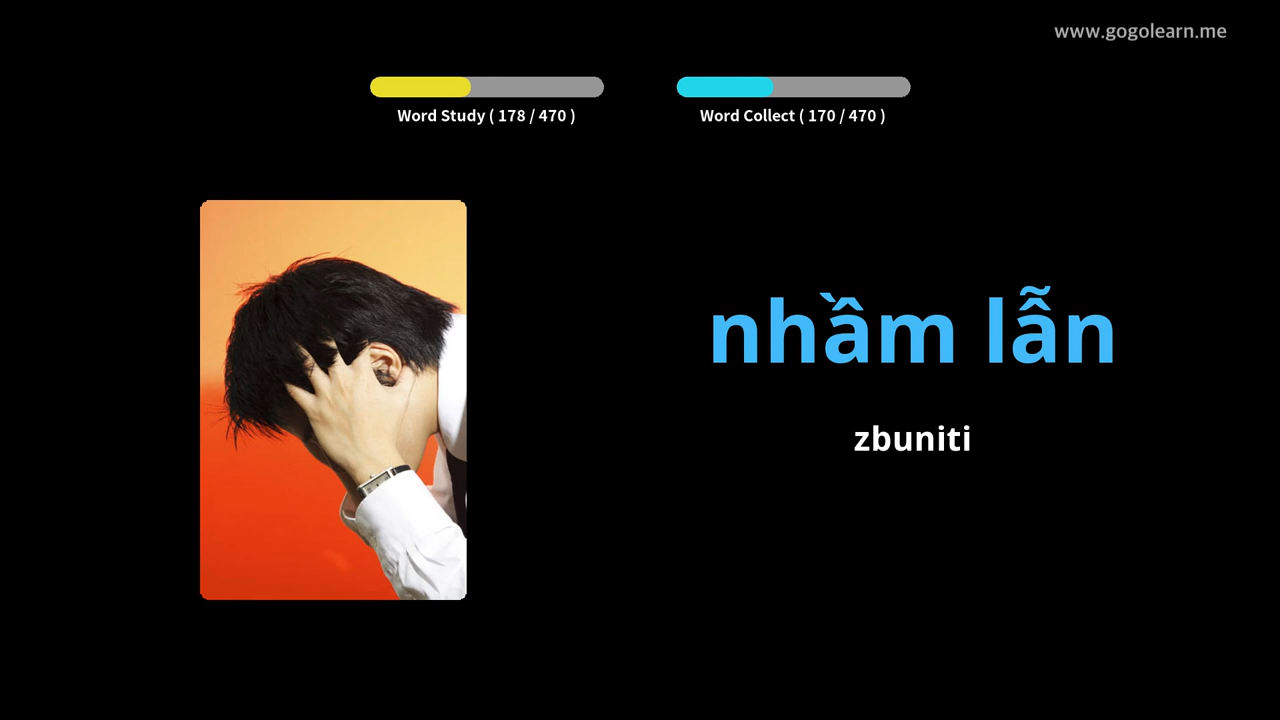 www.gogolearn.me
Word Study ( 178 / 470 )
Word Collect ( 170 / 470 )
nhầm lẫn
zbuniti